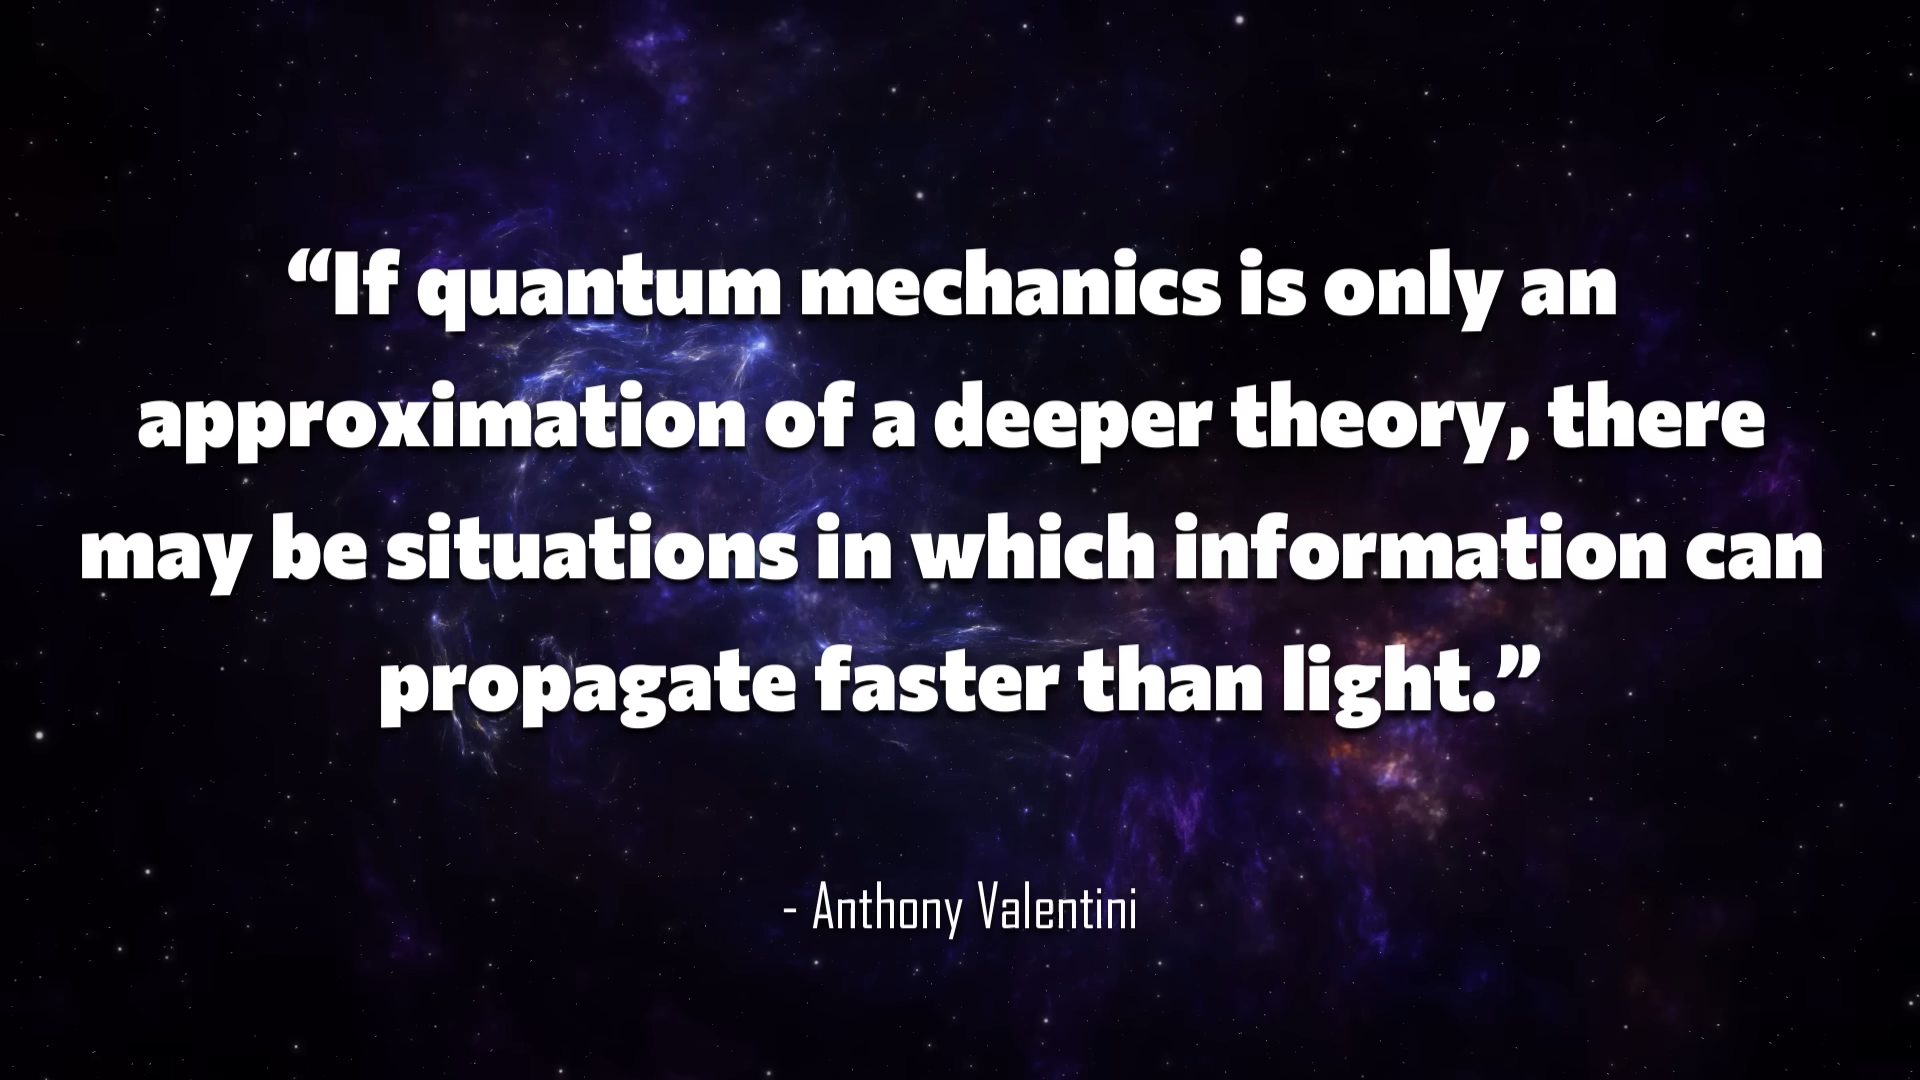 “If quantum mechanics is only an
approximation of a deeper theory, there
may be situations in which information can
propagate faster than light.”
- Anthony Valentini